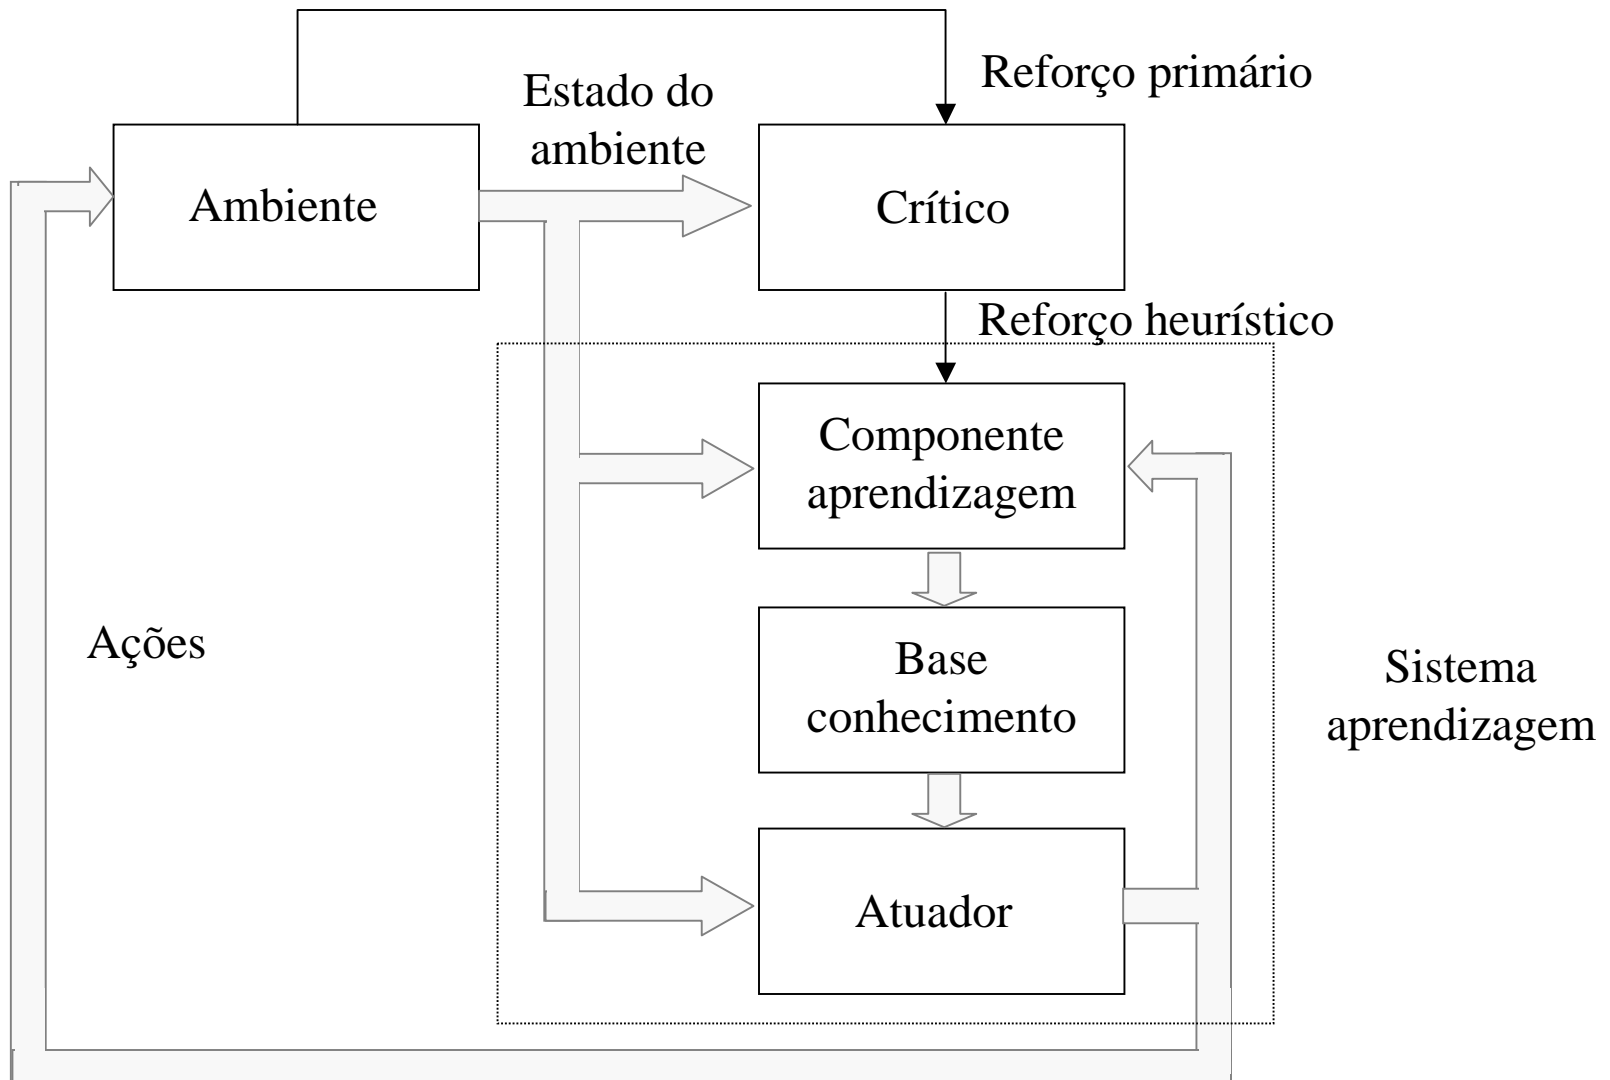 Reforço primário
Estado do
ambiente
Ambiente
Crítico
Reforço heurístico
Componente
aprendizagem
Base
conhecimento
Ações
Sistema
aprendizagem
Atuador